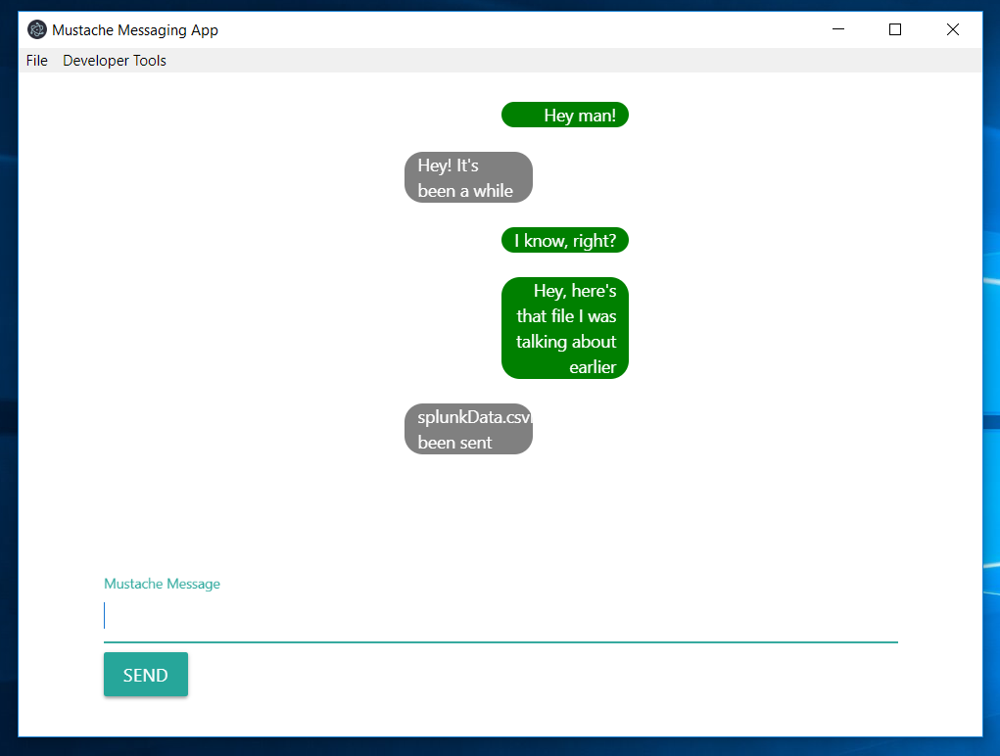 Mustache Messaging App
File Developer Tools
Hey man!
Hey! It's
been a while
I know, right?
Hey, here's
that file I was
talking about
earlier
splunkData.csv
been sent
Mustache Message
SEND